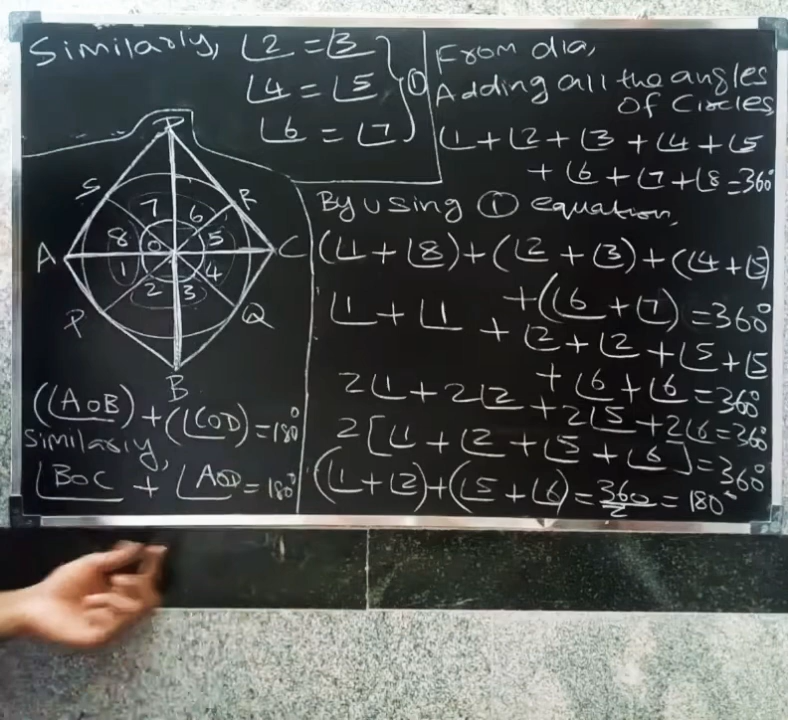 Similarly, ∠2 = ∠3
∠4 = ∠5
∠6 = ∠7
①
From dia,
Adding all the angles
of Circles,
∠1 + ∠2 + ∠3 + ∠4 + ∠5
+ ∠6 + ∠7 + ∠8 = 360°
D
S
R
7
6
A
8
O
5
C
1
4
2
3
P
Q
B
(∠AOB) + (∠COD) = 180°
Similarly,
∠BOC + ∠AOD = 180°
By using ① equation,
(∠1 + ∠8) + (∠2 + ∠3) + (∠4 + ∠5)
+ (∠6 + ∠7) = 360°
∠1 + ∠1 + ∠2 + ∠2 + ∠5 + ∠5
+ ∠6 + ∠6 = 360°
2∠1 + 2∠2 + 2∠5 + 2∠6 = 360°
2[∠1 + ∠2 + ∠5 + ∠6] = 360°
(∠1 + ∠2) + (∠5 + ∠6) = 360/2 = 180°